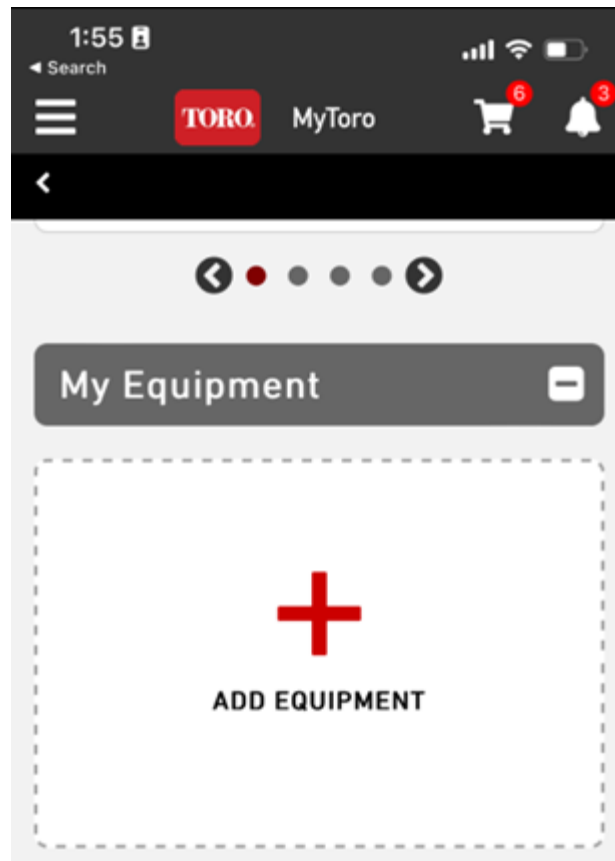 1:55
◄ Search
TORO. MyToro 6 3
My Equipment
ADD EQUIPMENT